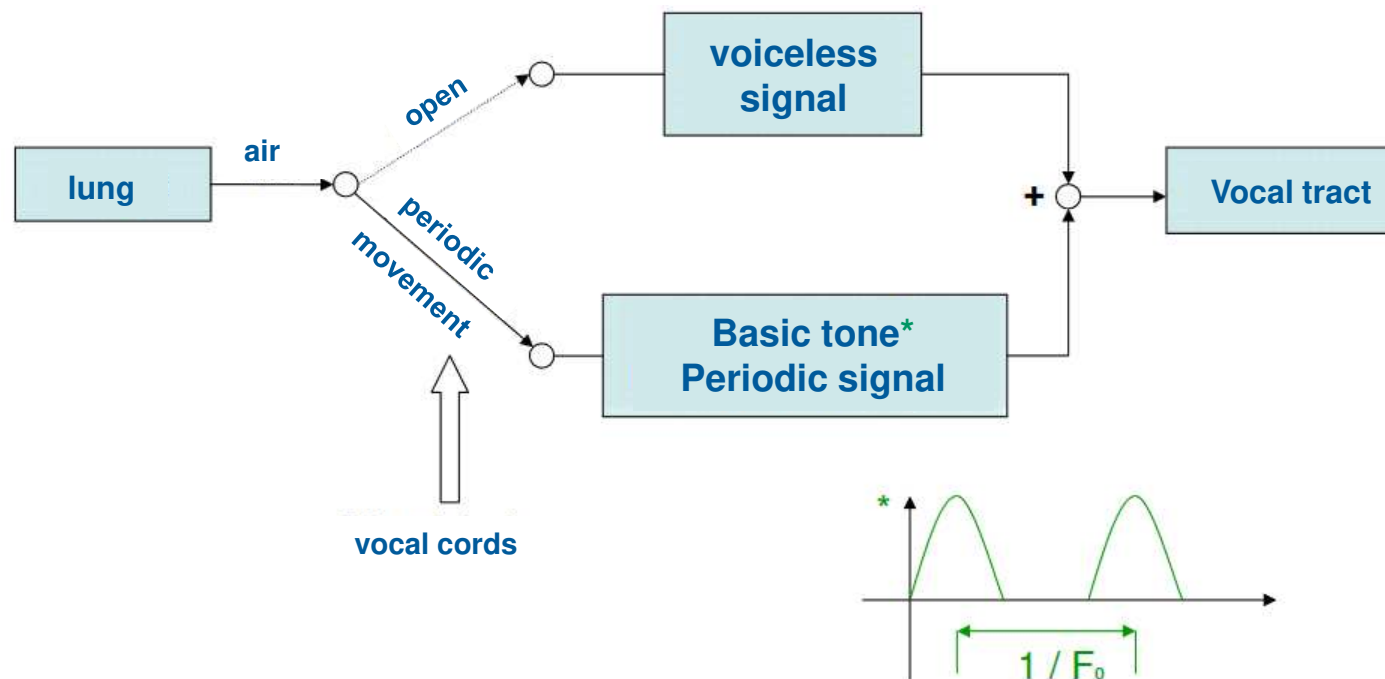 voiceless
signal
open
air
lung
periodic
movement
+
Vocal tract
Basic tone*
Periodic signal
vocal cords
*
1 / F₀